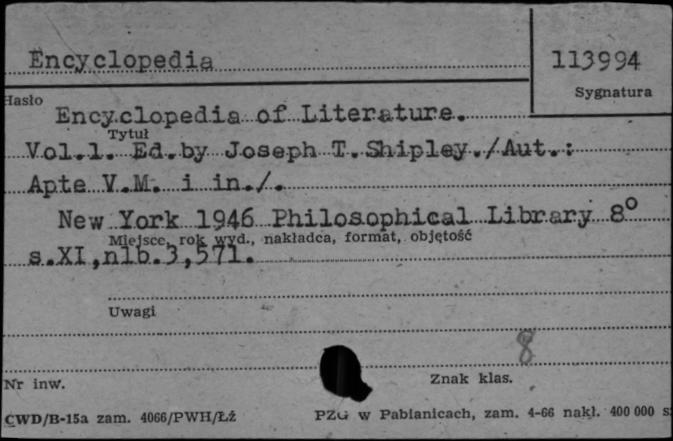 Encyclopedia
113994
Hasło
Sygnatura
Encyclopedia of Literature.
Tytuł
Vol.1. Ed.by Joseph T.Shipley./Aut.:
Apte V.M. i in./.
New York 1946 Philosophical Library 8°
Miejsce, rok wyd., nakładca, format, objętość
s.XI,nlb.3,571.
Uwagi
8
Nr inw.
Znak klas.
CWD/B-15a zam. 4066/PWH/Łź
PZG w Pabianicach, zam. 4-66 nakł. 400 000